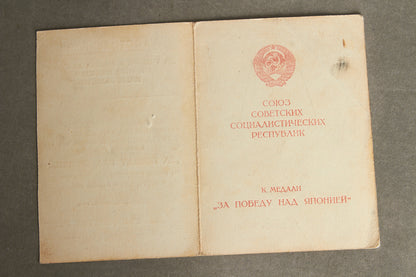 СОЮЗ
СОВЕТСКИХ
СОЦИАЛИСТИЧЕСКИХ
РЕСПУБЛИК
К МЕДАЛИ
„ЗА ПОБЕДУ НАД ЯПОНИЕЙ“